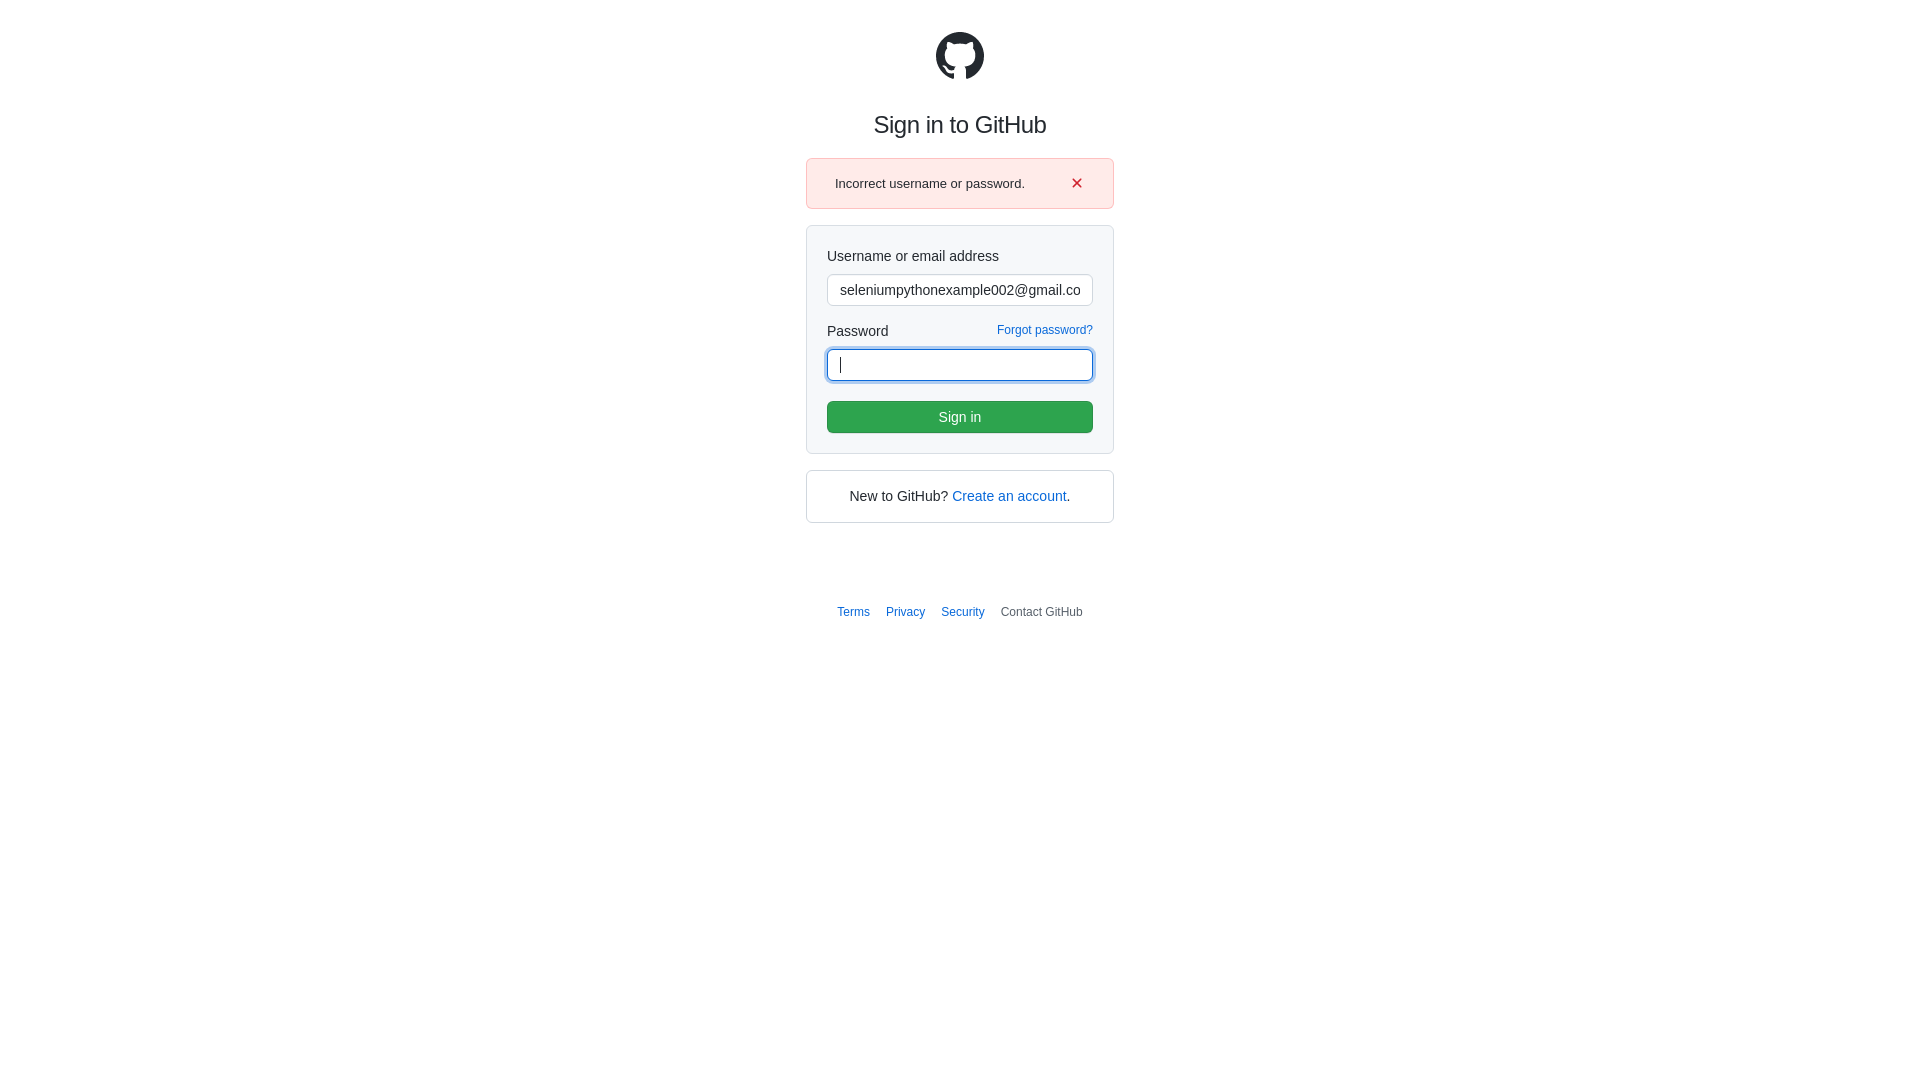 Sign in to GitHub
Incorrect username or password.
Username or email address
seleniumpythonexample002@gmail.co
Password Forgot password?
Sign in
New to GitHub? Create an account.
Terms Privacy Security Contact GitHub